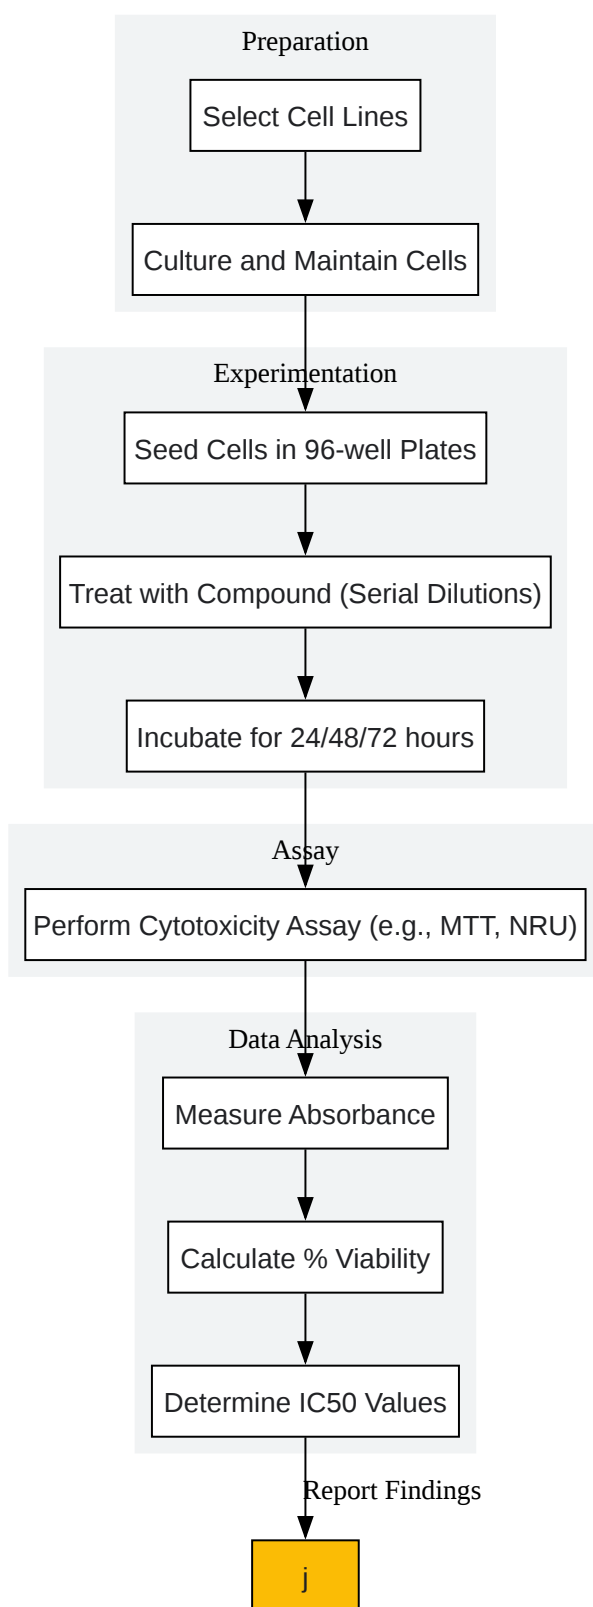 Preparation
Select Cell Lines
Culture and Maintain Cells
Experimentation
Seed Cells in 96-well Plates
Treat with Compound (Serial Dilutions)
Incubate for 24/48/72 hours
Assay
Perform Cytotoxicity Assay (e.g., MTT, NRU)
Data Analysis
Measure Absorbance
Calculate % Viability
Determine IC50 Values
Report Findings
j